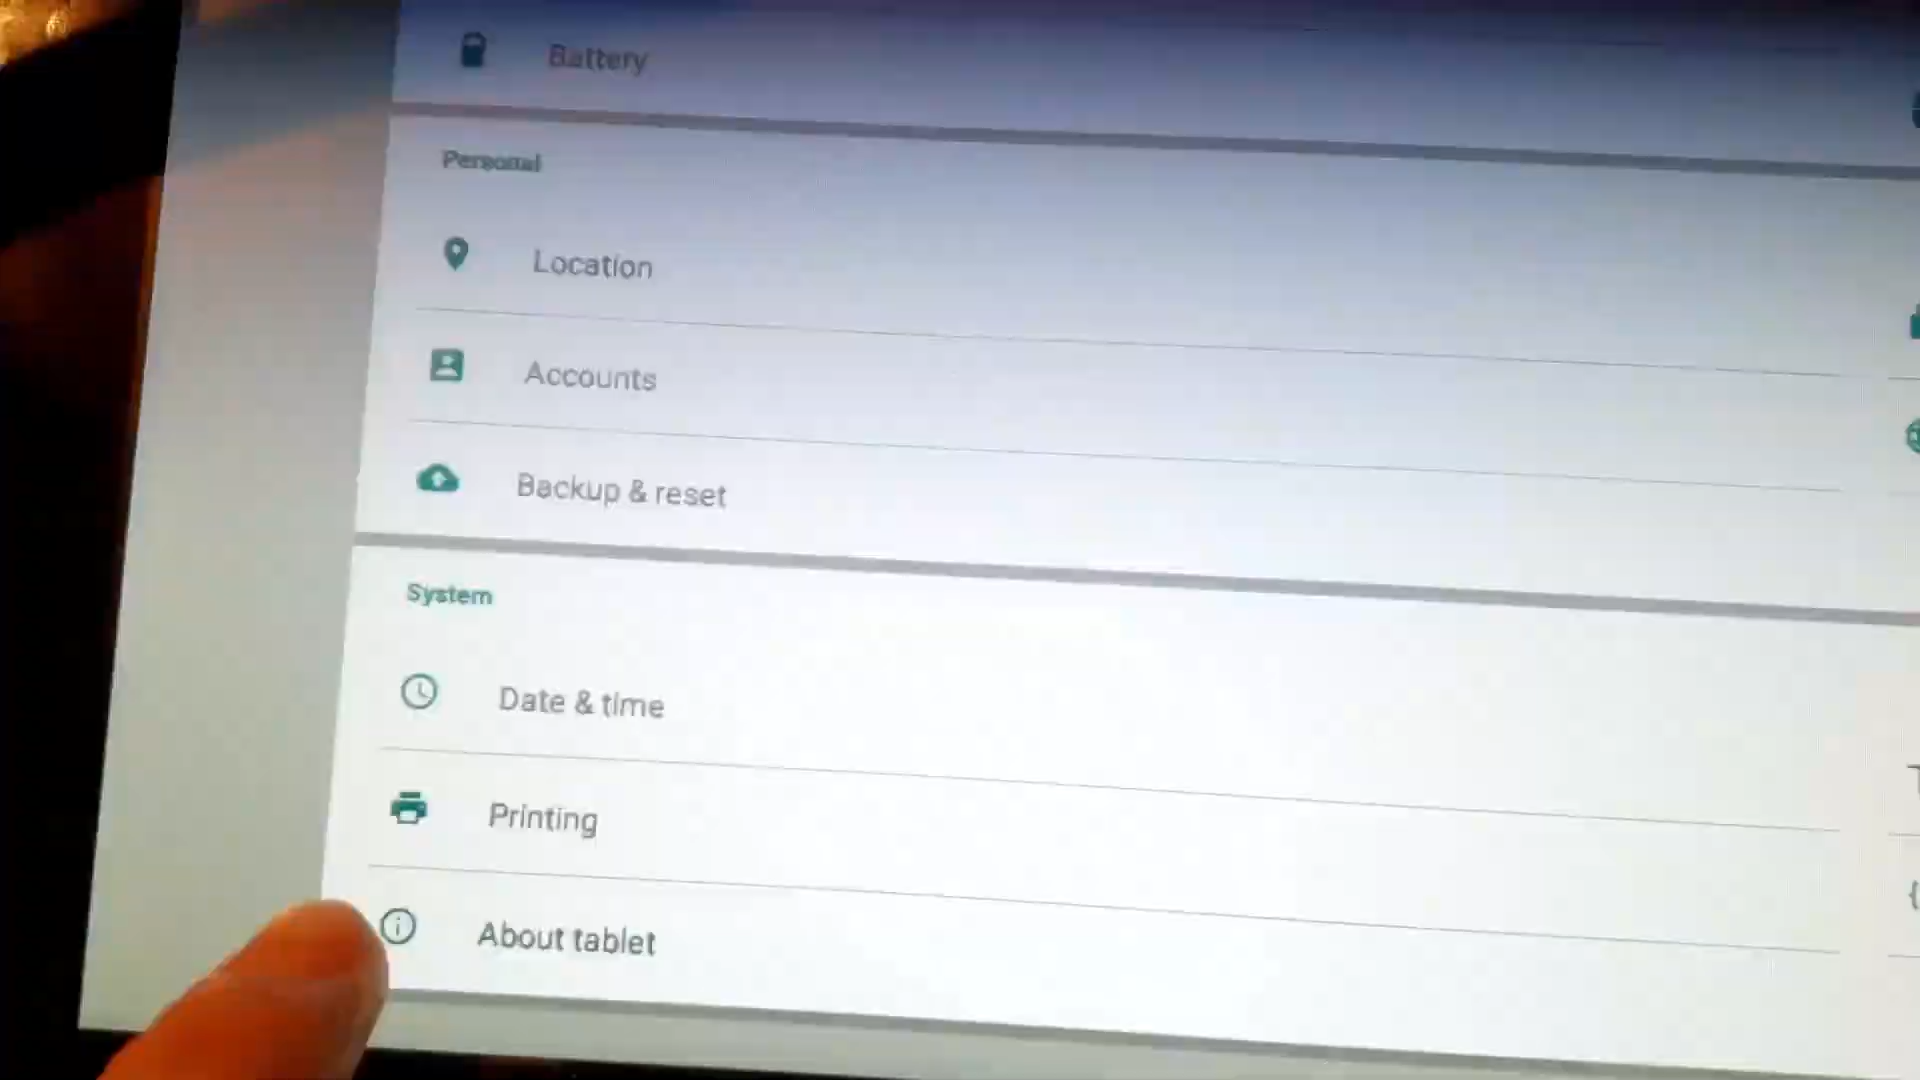 Battery
Personal
Location
Accounts
Backup & reset
System
Date & time
Printing
About tablet